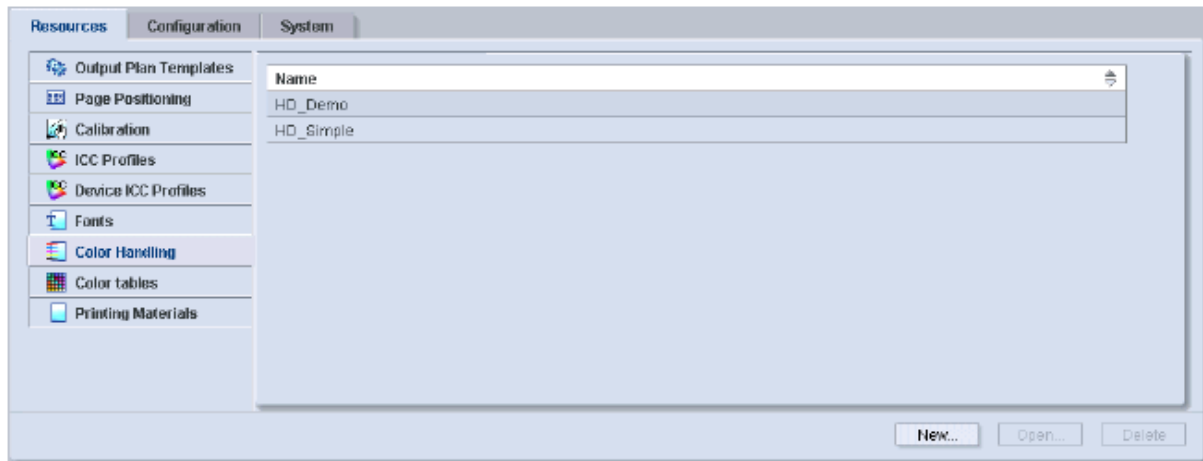 Resources Configuration System
Output Plan Templates
Page Positioning
Calibration
ICC Profiles
Device ICC Profiles
Fonts
Color Handling
Color tables
Printing Materials
Name
HD_Demo
HD_Simple
New... Open... Delete